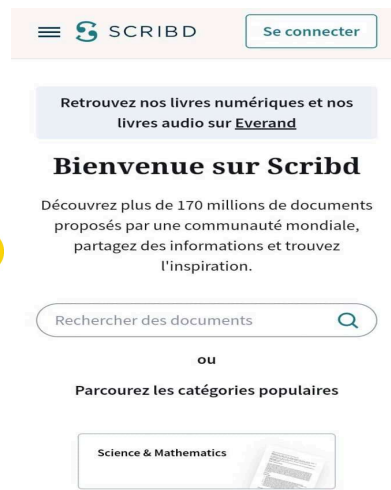 SCRIBD
Se connecter
Retrouvez nos livres numériques et nos
livres audio sur Everand
Bienvenue sur Scribd
Découvrez plus de 170 millions de documents
proposés par une communauté mondiale,
partagez des informations et trouvez
l'inspiration.
Rechercher des documents
ou
Parcourez les catégories populaires
Science & Mathematics